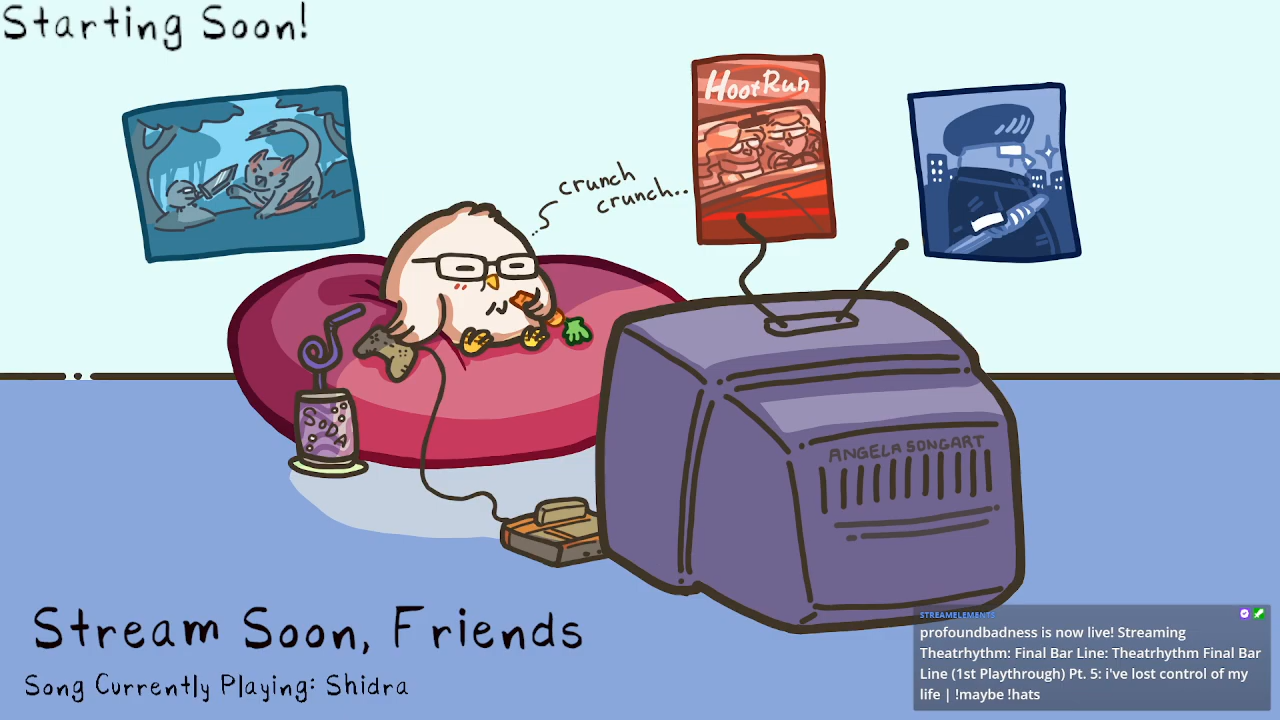 Starting Soon!
HootRun
crunch
crunch..
SODA
ANGELA SONGART
Stream Soon, Friends
Song Currently Playing: Shidra
STREAMELEMENTS
profoundbadness is now live! Streaming
Theatrhythm: Final Bar Line: Theatrhythm Final Bar
Line (1st Playthrough) Pt. 5: i've lost control of my
life | !maybe !hats